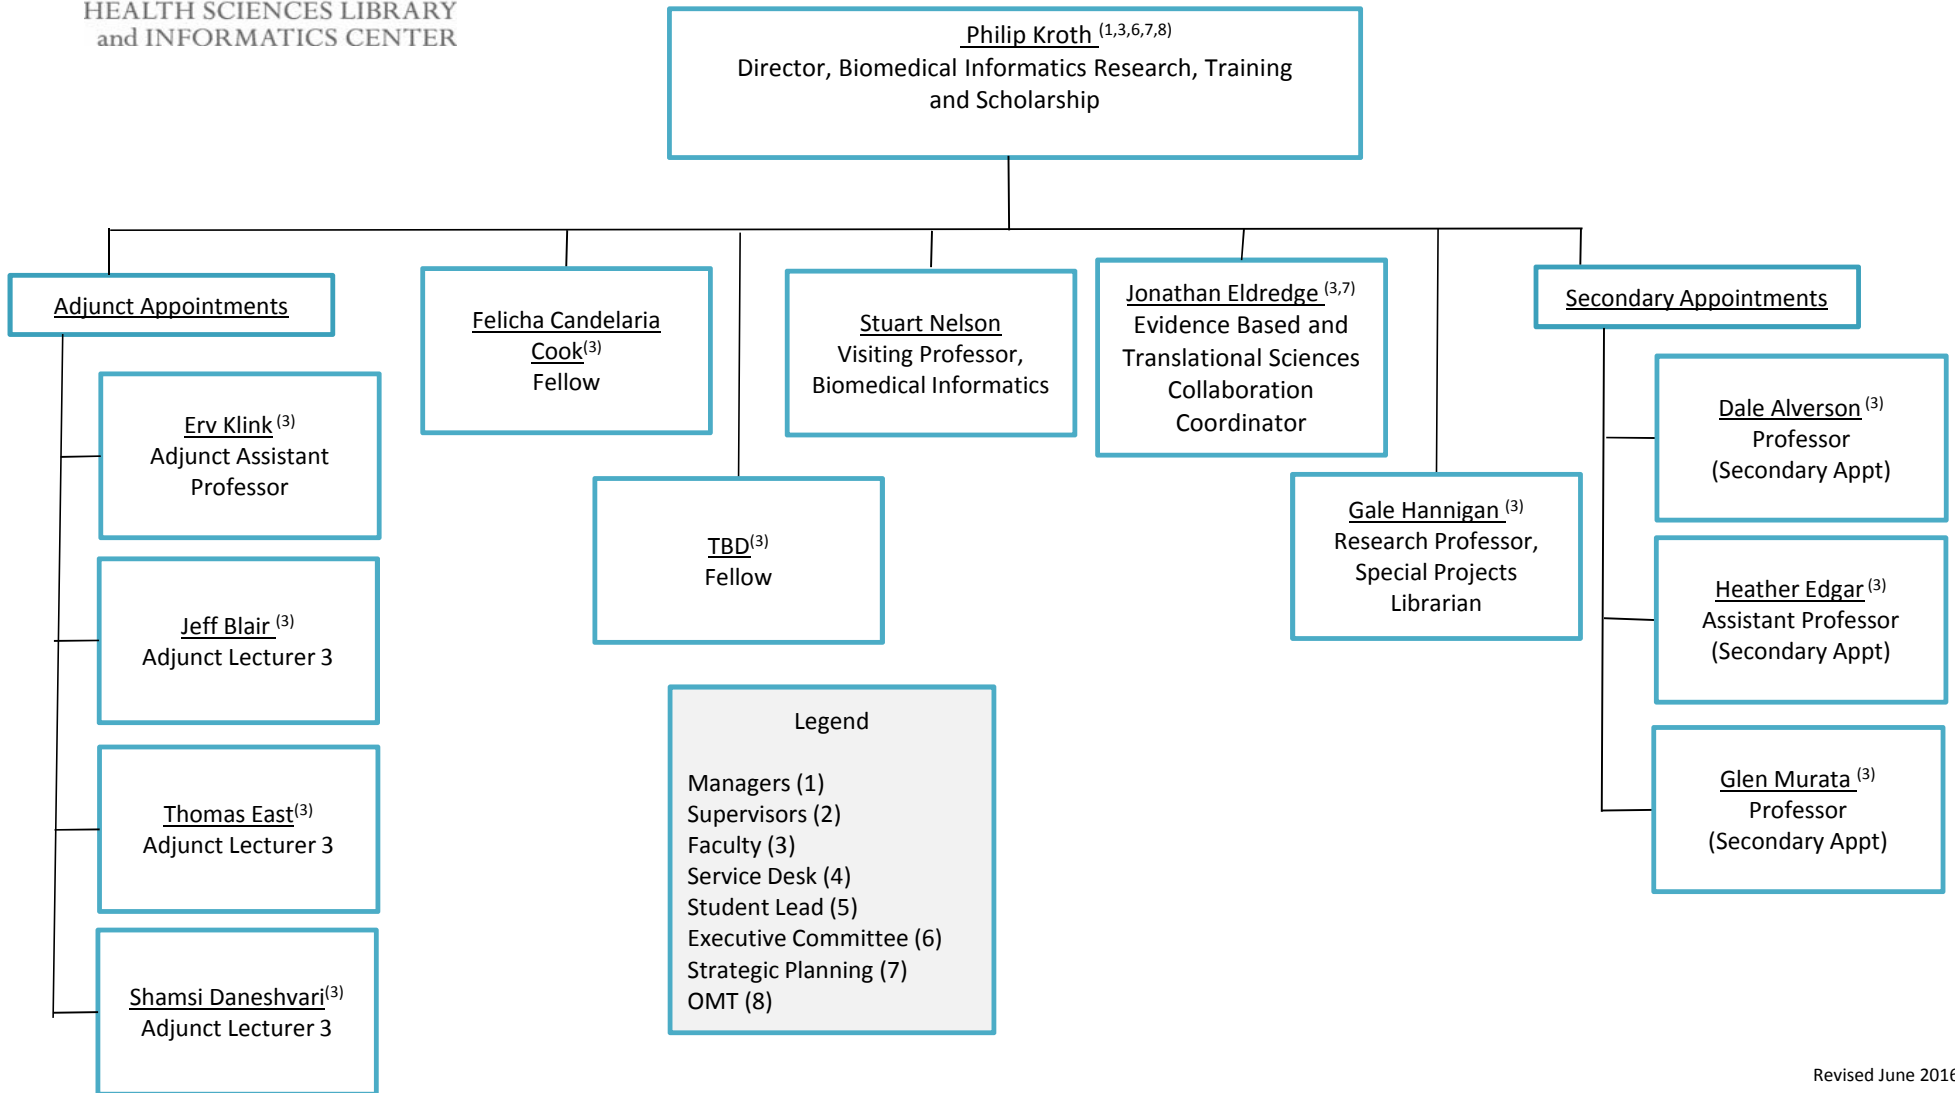 HEALTH SCIENCES LIBRARY
and INFORMATICS CENTER
Philip Kroth (1,3,6,7,8)
Director, Biomedical Informatics Research, Training
and Scholarship
Adjunct Appointments
Erv Klink (3)
Adjunct Assistant
Professor
Jeff Blair (3)
Adjunct Lecturer 3
Thomas East(3)
Adjunct Lecturer 3
Shamsi Daneshvari(3)
Adjunct Lecturer 3
Felicha Candelaria
Cook(3)
Fellow
TBD(3)
Fellow
Stuart Nelson
Visiting Professor,
Biomedical Informatics
Jonathan Eldredge (3,7)
Evidence Based and
Translational Sciences
Collaboration
Coordinator
Gale Hannigan (3)
Research Professor,
Special Projects
Librarian
Secondary Appointments
Dale Alverson (3)
Professor
(Secondary Appt)
Heather Edgar (3)
Assistant Professor
(Secondary Appt)
Glen Murata (3)
Professor
(Secondary Appt)
Legend
Managers (1)
Supervisors (2)
Faculty (3)
Service Desk (4)
Student Lead (5)
Executive Committee (6)
Strategic Planning (7)
OMT (8)
Revised June 2016